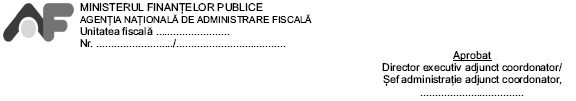 MINISTERUL FINANȚELOR PUBLICE
AGENȚIA NAȚIONALĂ DE ADMINISTRARE FISCALĂ
Unitatea fiscală ..........................
Nr. .........................../.......................................
Aprobat
Director executiv adjunct coordonator/
Șef administrație adjunct coordonator,
....................................